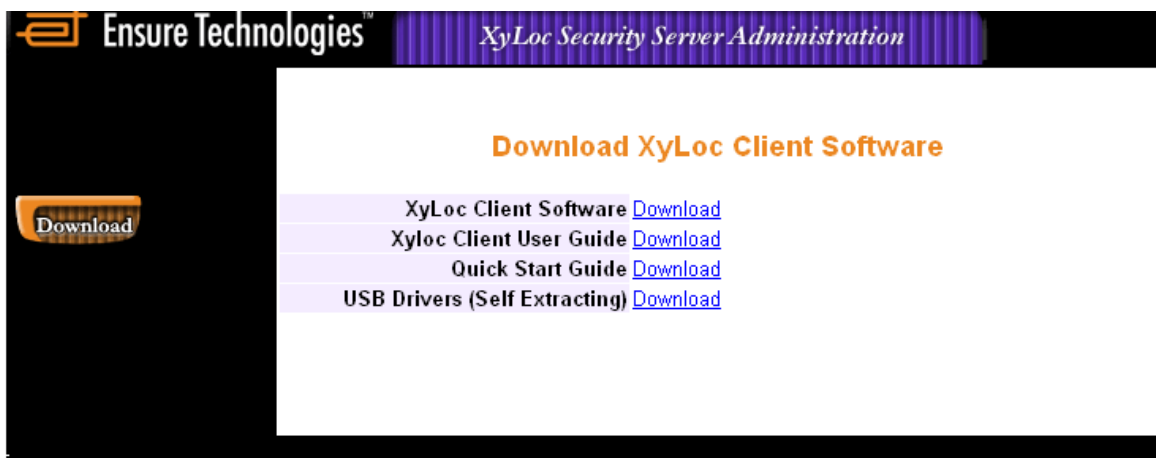 Ensure Technologies™
XyLoc Security Server Administration
Download XyLoc Client Software
Download
XyLoc Client Software Download
Xyloc Client User Guide Download
Quick Start Guide Download
USB Drivers (Self Extracting) Download